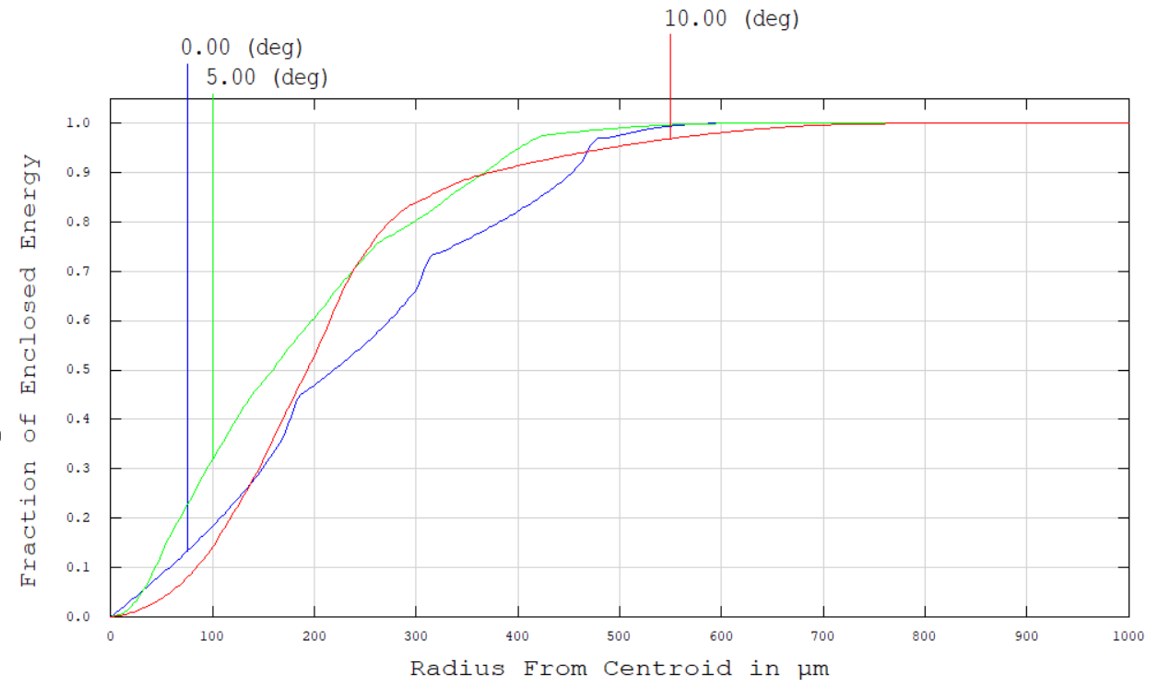 10.00 (deg)
0.00 (deg)
5.00 (deg)
1.0
0.9
0.8
0.7
0.6
0.5
0.4
0.3
0.2
0.1
0.0
Fraction of Enclosed Energy
0 100 200 300 400 500 600 700 800 900 1000
Radius From Centroid in µm